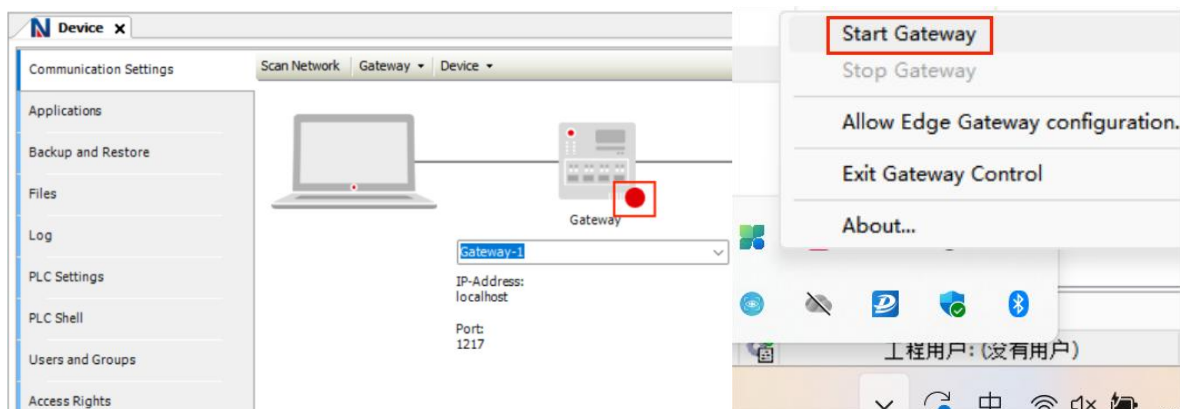 Device
Communication Settings
Applications
Backup and Restore
Files
Log
PLC Settings
PLC Shell
Users and Groups
Access Rights
Scan Network Gateway Device
Gateway
Gateway-1
IP-Address:
localhost
Port:
1217
Start Gateway
Stop Gateway
Allow Edge Gateway configuration.
Exit Gateway Control
About...
工程用户: (没有用户)
中